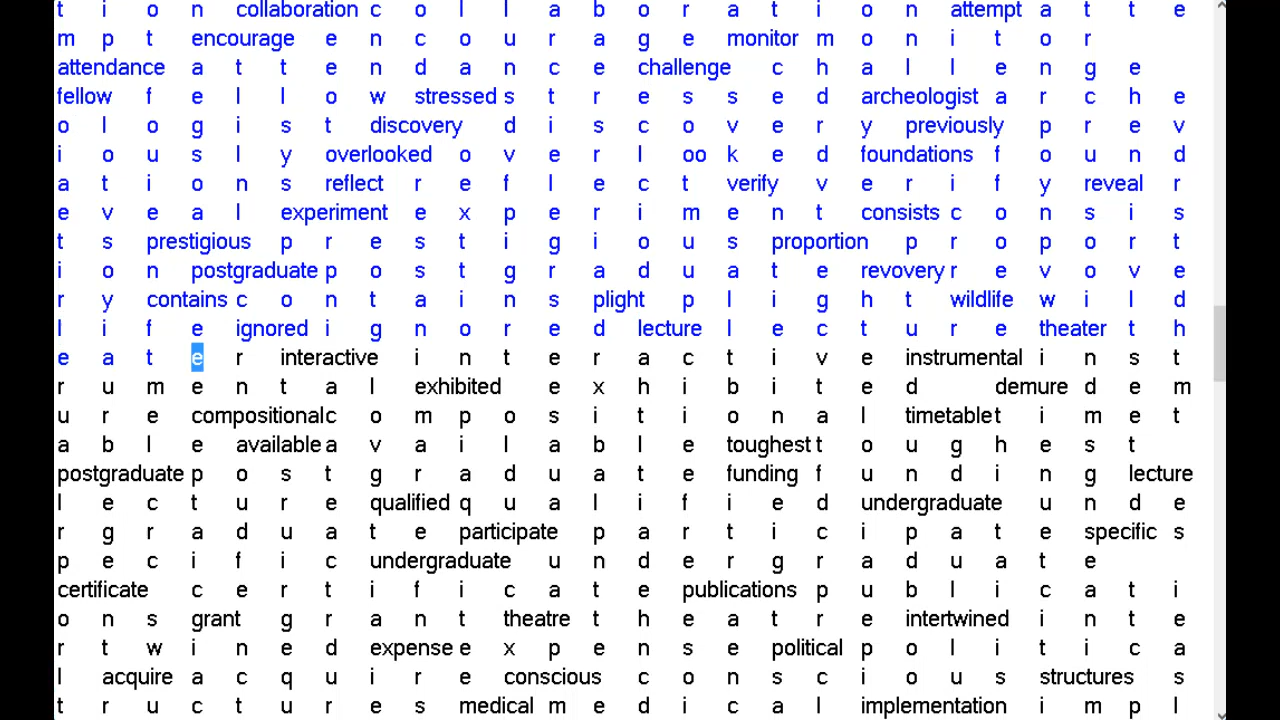 t i o n collaboration c o l l a b o r a t i o n attempt a t t e
m p t encourage e n c o u r a g e monitor m o n i t o r
attendance a t t e n d a n c e challenge c h a l l e n g e
fellow f e l l o w stressed s t r e s s e d archeologist a r c h e
o l o g i s t discovery d i s c o v e r y previously p r e v
i o u s l y overlooked o v e r l oo k e d foundations f o u n d
a t i o n s reflect r e f l e c t verify v e r i f y reveal r
e v e a l experiment e x p e r i m e n t consists c o n s i s
t s prestigious p r e s t i g i o u s proportion p r o p o r t
i o n postgraduate p o s t g r a d u a t e revovery r e v o v e
r y contains c o n t a i n s plight p l i g h t wildlife w i l d
l i f e ignored i g n o r e d lecture l e c t u r e theater t h
e a t e r interactive i n t e r a c t i v e instrumental i n s t
r u m e n t a l exhibited e x h i b i t e d demure d e m
u r e compositional c o m p o s i t i o n a l timetable t i m e t
a b l e available a v a i l a b l e toughest t o u g h e s t
postgraduate p o s t g r a d u a t e funding f u n d i n g lecture
l e c t u r e qualified q u a l i f i e d undergraduate u n d e
r g r a d u a t e participate p a r t i c i p a t e specific s
p e c i f i c undergraduate u n d e r g r a d u a t e
certificate c e r t i f i c a t e publications p u b l i c a t i
o n s grant g r a n t theatre t h e a t r e intertwined i n t e
r t w i n e d expense e x p e n s e political p o l i t i c a
l acquire a c q u i r e conscious c o n s c i o u s structures s
t r u c t u r e s medical m e d i c a l implementation i m p l